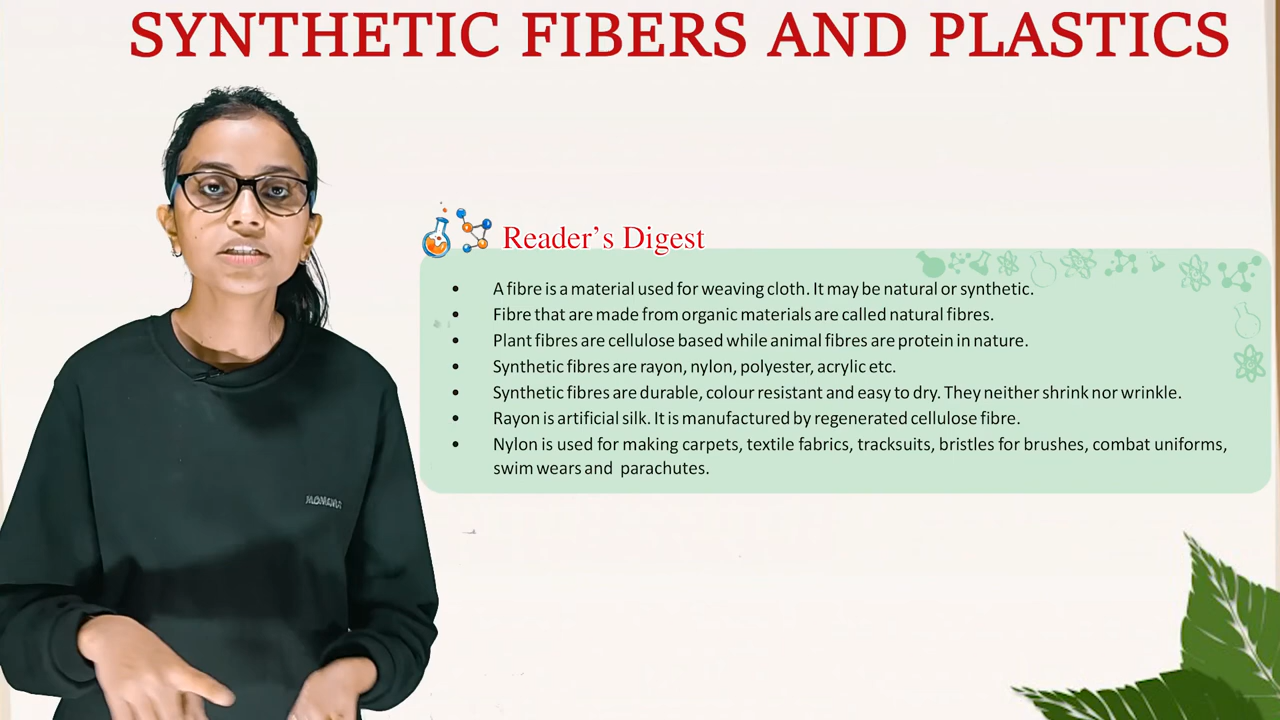 SYNTHETIC FIBERS AND PLASTICS
Reader's Digest
• A fibre is a material used for weaving cloth. It may be natural or synthetic.
• Fibre that are made from organic materials are called natural fibres.
• Plant fibres are cellulose based while animal fibres are protein in nature.
• Synthetic fibres are rayon, nylon, polyester, acrylic etc.
• Synthetic fibres are durable, colour resistant and easy to dry. They neither shrink nor wrinkle.
• Rayon is artificial silk. It is manufactured by regenerated cellulose fibre.
• Nylon is used for making carpets, textile fabrics, tracksuits, bristles for brushes, combat uniforms,
swim wears and parachutes.